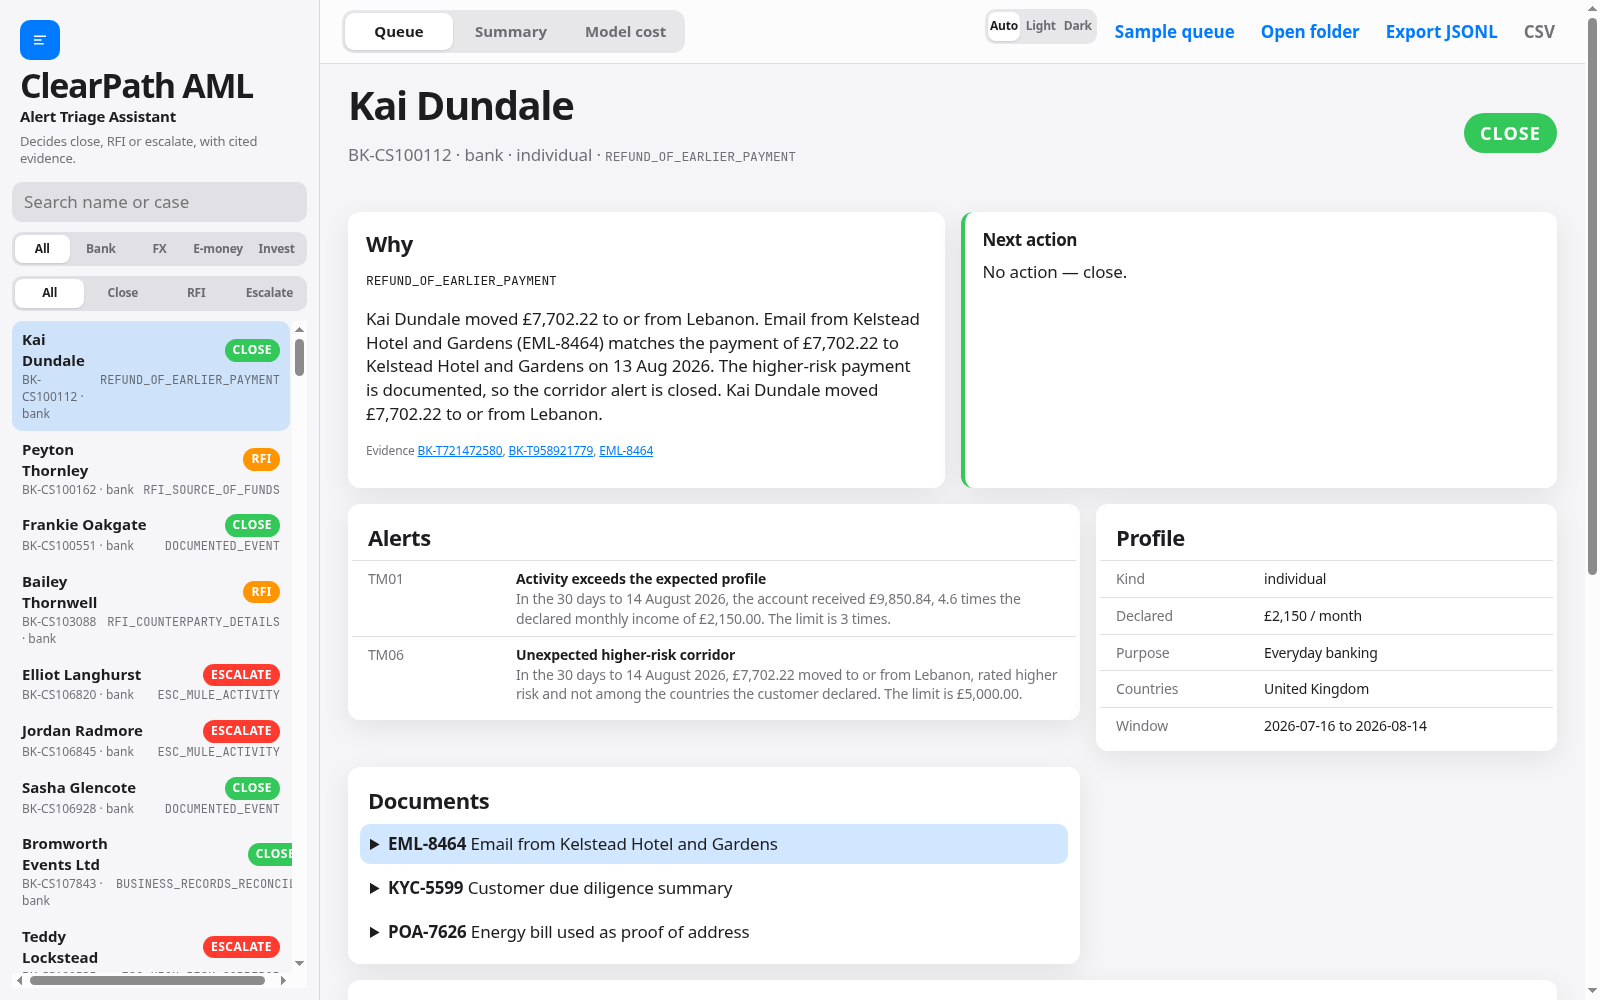 ClearPath AML
Alert Triage Assistant
Decides close, RFI or escalate, with cited
evidence.
Search name or case
All Bank FX E-money Invest
All Close RFI Escalate
Kai
Dundale
CLOSE
BK-
CS100112 ·
bank
REFUND_OF_EARLIER_PAYMENT
Peyton
Thornley
RFI
BK-CS100162 · bank RFI_SOURCE_OF_FUNDS
Frankie Oakgate CLOSE
BK-CS100551 · bank DOCUMENTED_EVENT
Bailey
Thornwell
RFI
BK-CS103088
· bank
RFI_COUNTERPARTY_DETAILS
Elliot Langhurst ESCALATE
BK-CS106820 · bank ESC_MULE_ACTIVITY
Jordan Radmore ESCALATE
BK-CS106845 · bank ESC_MULE_ACTIVITY
Sasha Glencote CLOSE
BK-CS106928 · bank DOCUMENTED_EVENT
Bromworth
Events Ltd
CLOSE
BK-CS107843 ·
bank
BUSINESS_RECORDS_RECONCIL
Teddy
Lockstead
ESCALATE
Queue Summary Model cost
Auto Light Dark Sample queue Open folder Export JSONL CSV
Kai Dundale
BK-CS100112 · bank · individual · REFUND_OF_EARLIER_PAYMENT
CLOSE
Why
REFUND_OF_EARLIER_PAYMENT
Kai Dundale moved £7,702.22 to or from Lebanon. Email from Kelstead
Hotel and Gardens (EML-8464) matches the payment of £7,702.22 to
Kelstead Hotel and Gardens on 13 Aug 2026. The higher-risk payment
is documented, so the corridor alert is closed. Kai Dundale moved
£7,702.22 to or from Lebanon.
Evidence BK-T721472580, BK-T958921779, EML-8464
Next action
No action — close.
Alerts
TM01 Activity exceeds the expected profile
In the 30 days to 14 August 2026, the account received £9,850.84, 4.6 times the
declared monthly income of £2,150.00. The limit is 3 times.
TM06 Unexpected higher-risk corridor
In the 30 days to 14 August 2026, £7,702.22 moved to or from Lebanon, rated higher
risk and not among the countries the customer declared. The limit is £5,000.00.
Profile
Kind individual
Declared £2,150 / month
Purpose Everyday banking
Countries United Kingdom
Window 2026-07-16 to 2026-08-14
Documents
EML-8464 Email from Kelstead Hotel and Gardens
KYC-5599 Customer due diligence summary
POA-7626 Energy bill used as proof of address